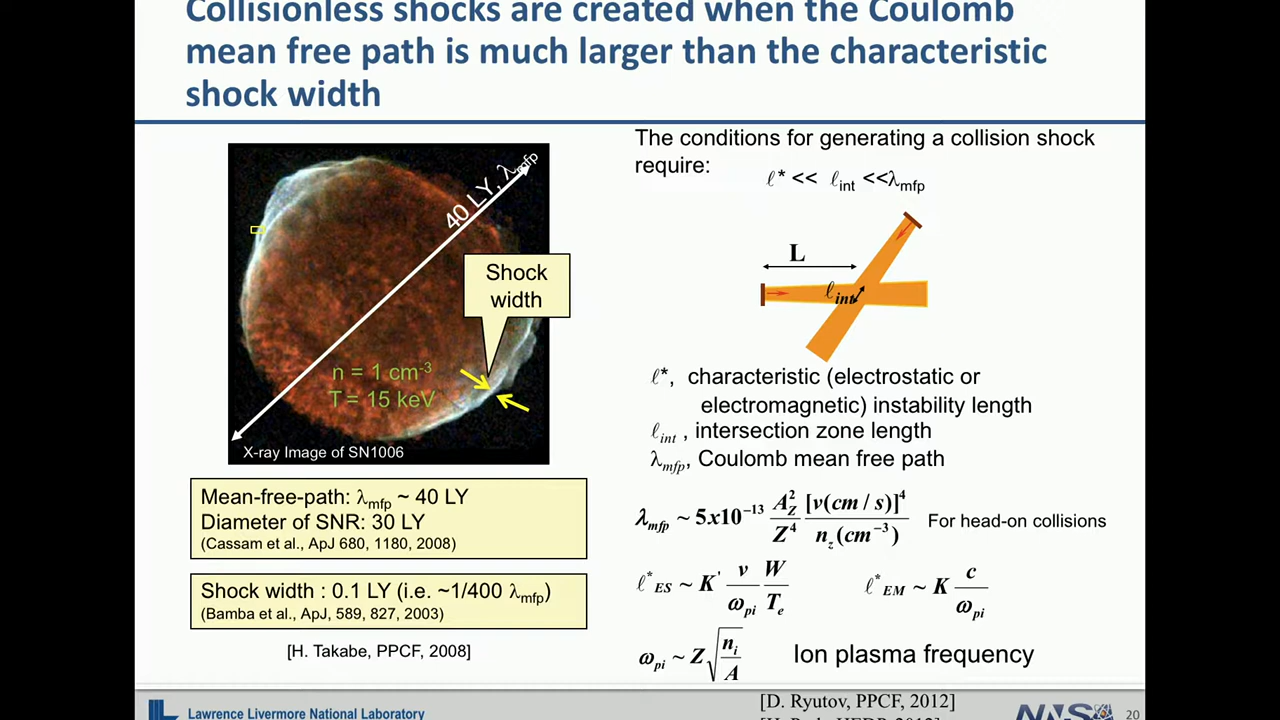 Collisionless shocks are created when the Coulomb
mean free path is much larger than the characteristic
shock width
40 LY, λmfp
Shock
width
n = 1 cm⁻³
T = 15 keV
X-ray Image of SN1006
Mean-free-path: λmfp ~ 40 LY
Diameter of SNR: 30 LY
(Cassam et al., ApJ 680, 1180, 2008)
Shock width : 0.1 LY (i.e. ~1/400 λmfp)
(Bamba et al., ApJ, 589, 827, 2003)
[H. Takabe, PPCF, 2008]
The conditions for generating a collision shock
require:
ℓ* << ℓint <<λmfp
L
ℓint
ℓ*, characteristic (electrostatic or
electromagnetic) instability length
ℓint , intersection zone length
λmfp, Coulomb mean free path
λmfp ~ 5x10⁻¹³ A²Z/Z⁴ [v(cm / s)]⁴/nz(cm⁻³) For head-on collisions
ℓ*ES ~ K' v/ωpi W/Te ℓ*EM ~ K c/ωpi
ωpi ~ Z√(ni/A) Ion plasma frequency
[D. Ryutov, PPCF, 2012]
Lawrence Livermore National Laboratory
20